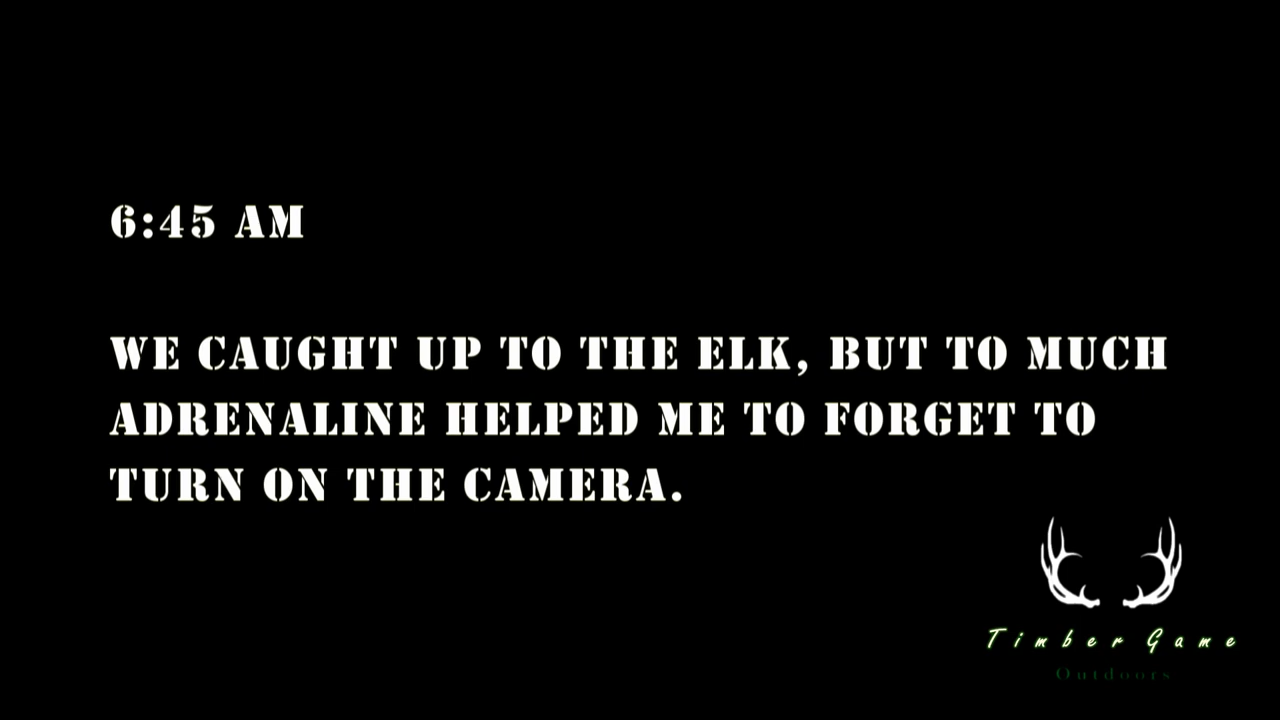 6:45 AM
WE CAUGHT UP TO THE ELK, BUT TO MUCH
ADRENALINE HELPED ME TO FORGET TO
TURN ON THE CAMERA.
Timber Game
Outdoors